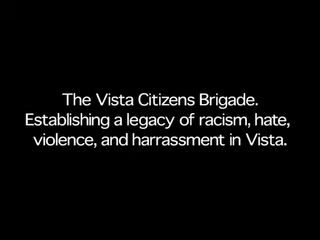 The Vista Citizens Brigade.
Establishing a legacy of racism, hate,
violence, and harrassment in Vista.